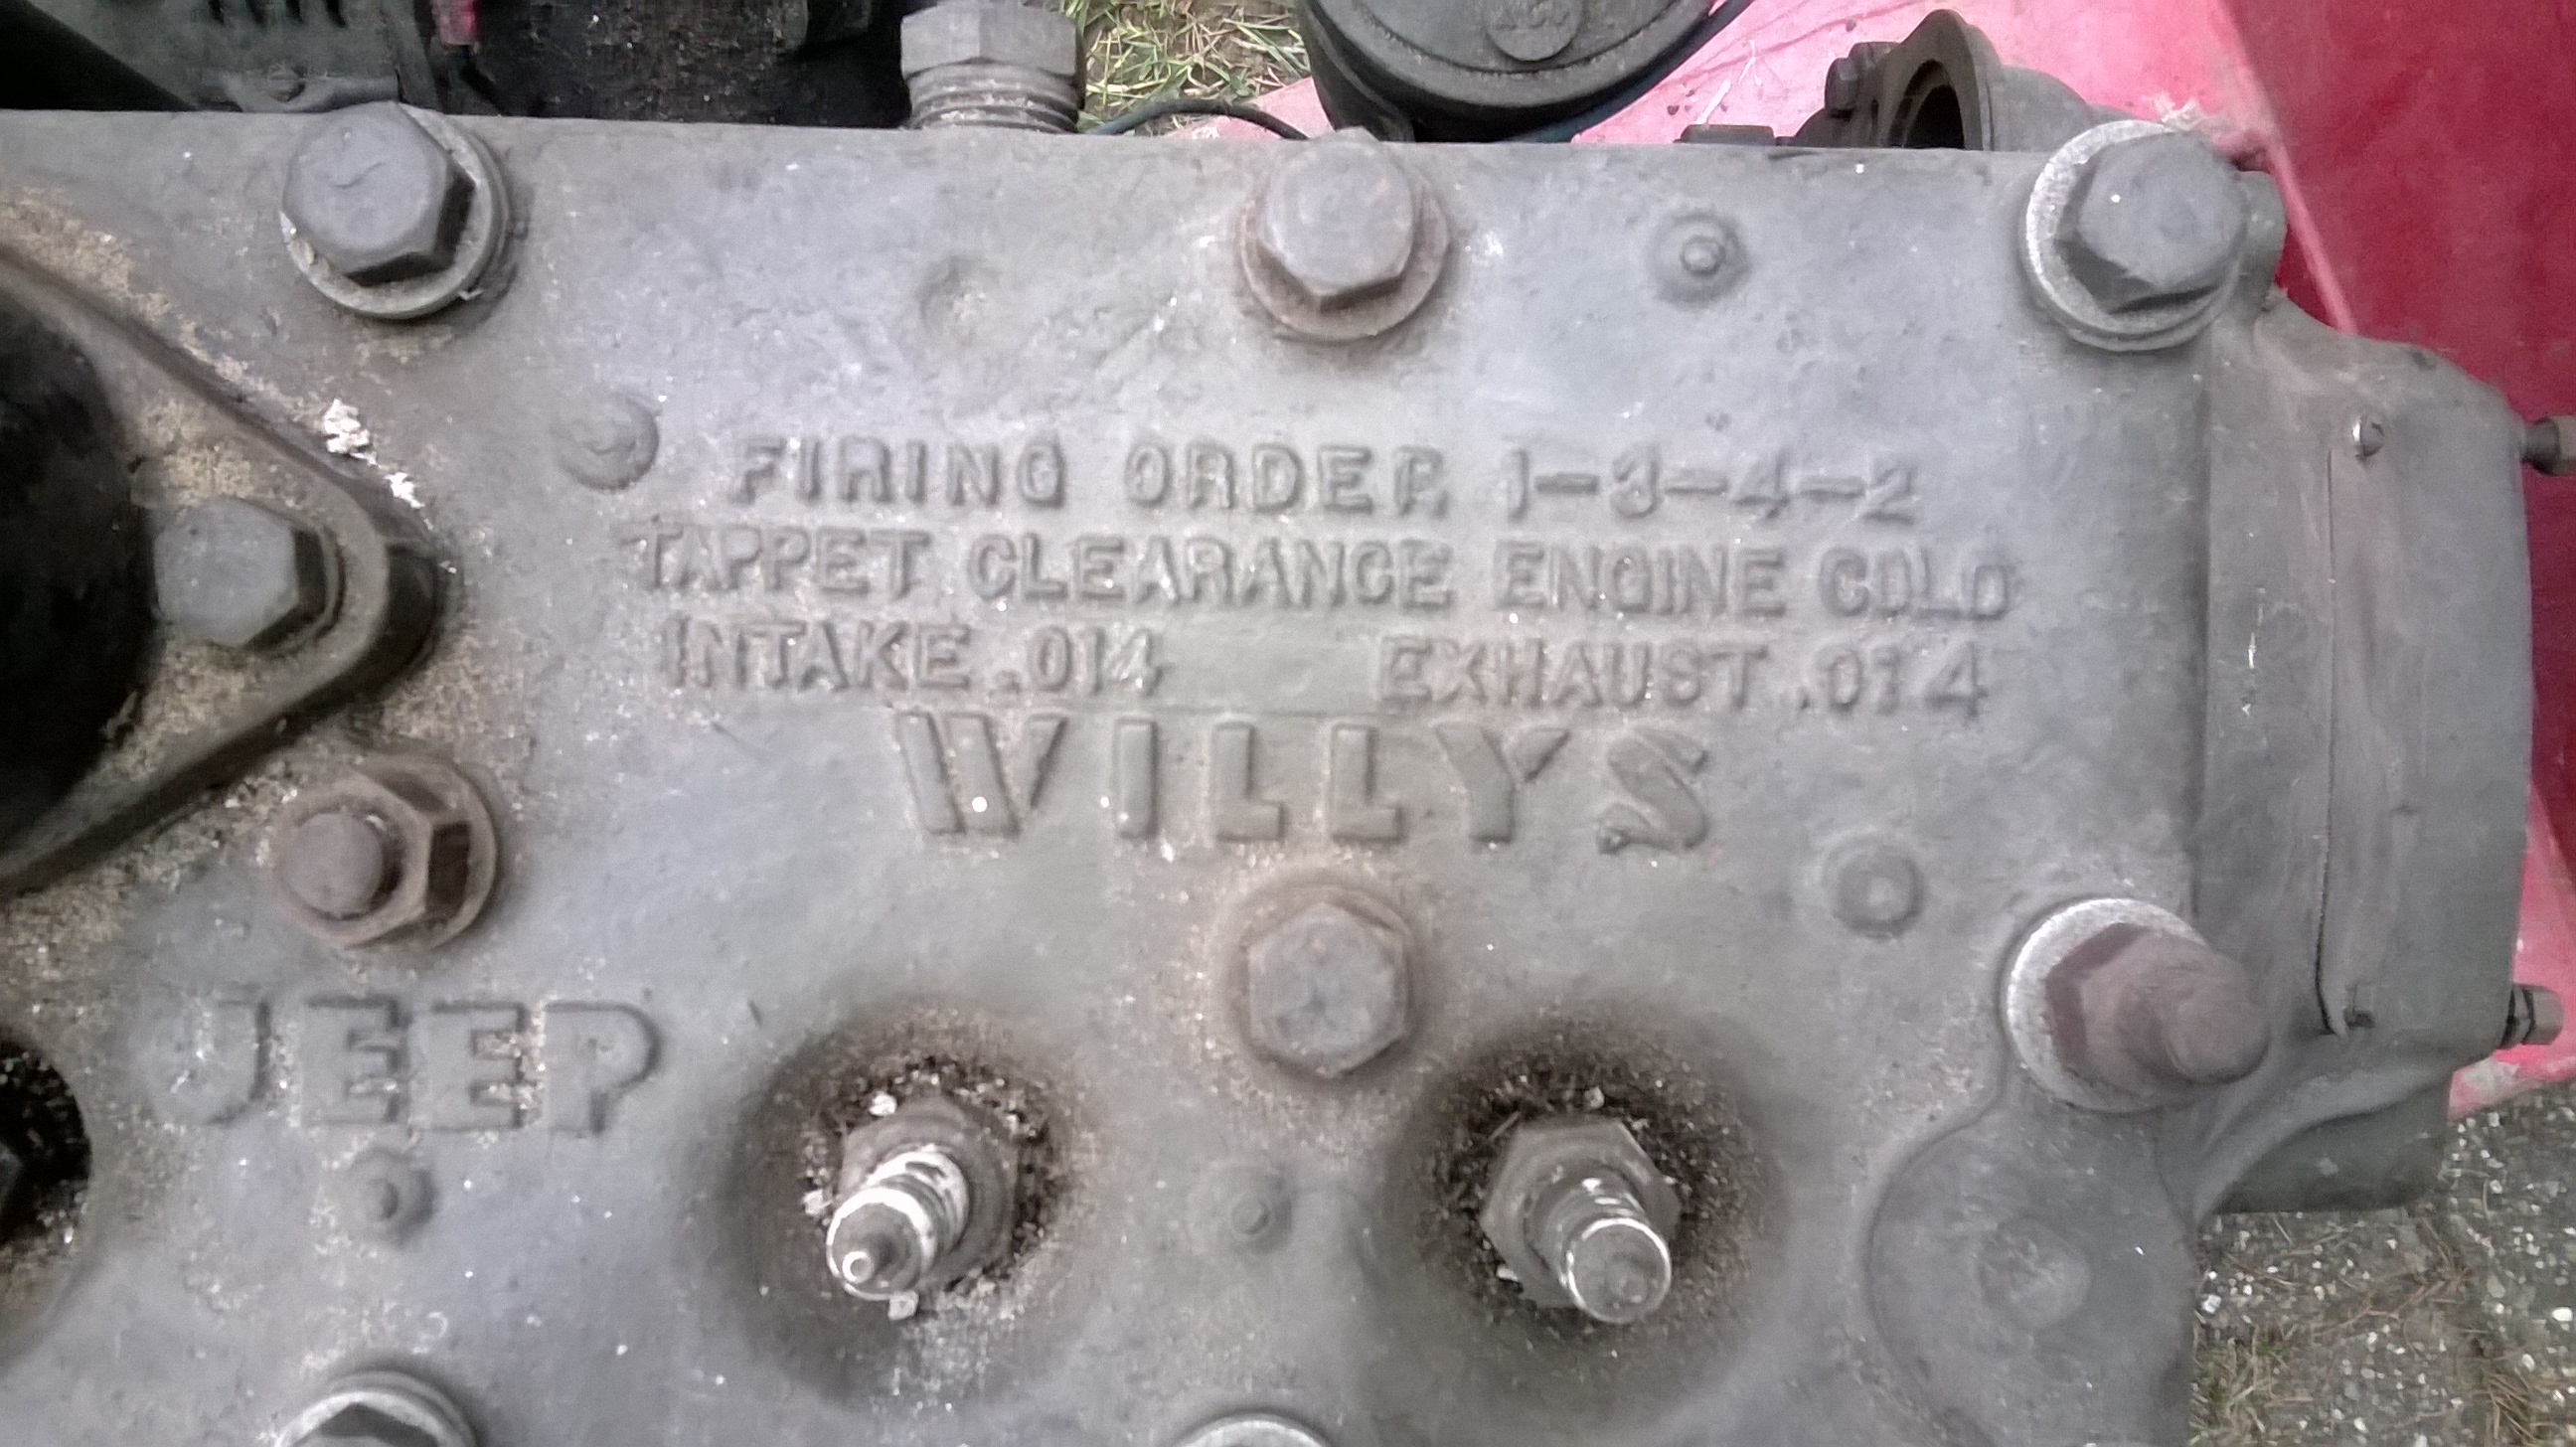 FIRING ORDER 1-3-4-2
TAPPET CLEARANCE ENGINE COLD
INTAKE .014 EXHAUST .014
WILLYS
JEEP